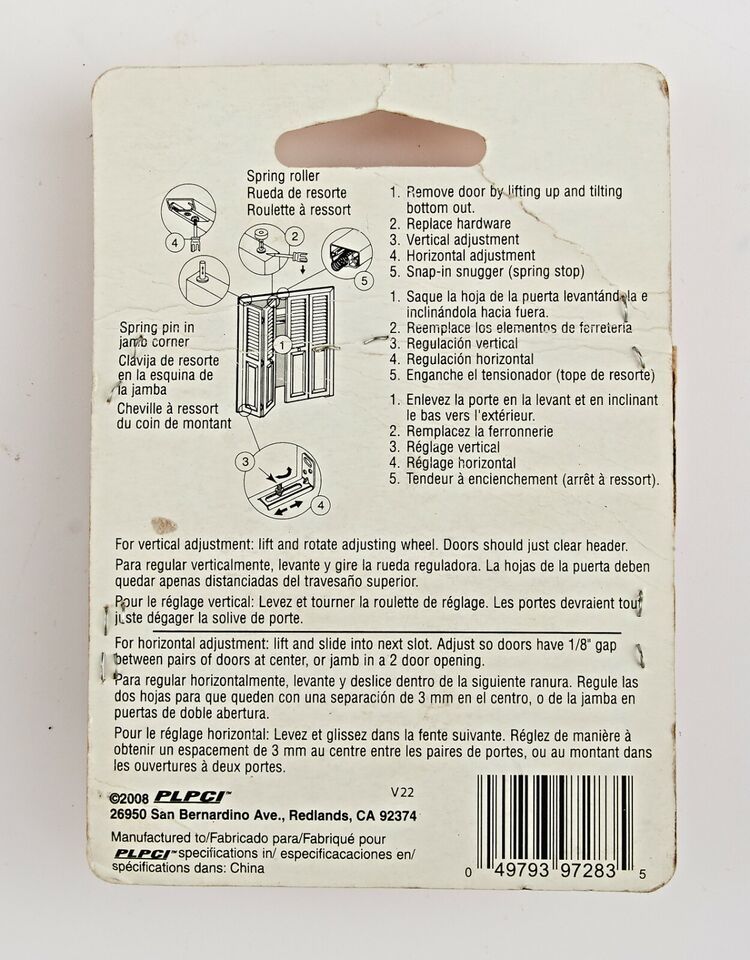 Spring roller
Rueda de resorte
Roulette à ressort
4
2
5
Spring pin in
jamb corner
Clavija de resorte
en la esquina de
la jamba
Cheville à ressort
du coin de montant
1
3
4
1. Remove door by lifting up and tilting
bottom out.
2. Replace hardware
3. Vertical adjustment
4. Horizontal adjustment
5. Snap-in snugger (spring stop)
1. Saque la hoja de la puerta levantándola e
inclinándola hacia fuera.
2. Reemplace los elementos de ferretería
3. Regulación vertical
4. Regulación horizontal
5. Enganche el tensionador (tope de resorte)
1. Enlevez la porte en la levant et en inclinant
le bas vers l'extérieur.
2. Remplacez la ferronnerie
3. Réglage vertical
4. Réglage horizontal
5. Tendeur à encienchement (arrêt à ressort).
For vertical adjustment: lift and rotate adjusting wheel. Doors should just clear header.
Para regular verticalmente, levante y gire la rueda reguladora. La hojas de la puerta deben
quedar apenas distanciadas del travesaño superior.
Pour le réglage vertical: Levez et tourner la roulette de réglage. Les portes devraient tout
juste dégager la solive de porte.
For horizontal adjustment: lift and slide into next slot. Adjust so doors have 1/8" gap
between pairs of doors at center, or jamb in a 2 door opening.
Para regular horizontalmente, levante y deslice dentro de la siguiente ranura. Regule las
dos hojas para que queden con una separación de 3 mm en el centro, o de la jamba en
puertas de doble abertura.
Pour le réglage horizontal: Levez et glissez dans la fente suivante. Réglez de manière à
obtenir un espacement de 3 mm au centre entre les paires de portes, ou au montant dans
les ouvertures à deux portes.
©2008 PLPCI™ V22
26950 San Bernardino Ave., Redlands, CA 92374
Manufactured to/Fabricado para/Fabriqué pour
PLPCI™ specifications in/ especificacaciones en/
spécifications dans: China
0 49793 97283 5